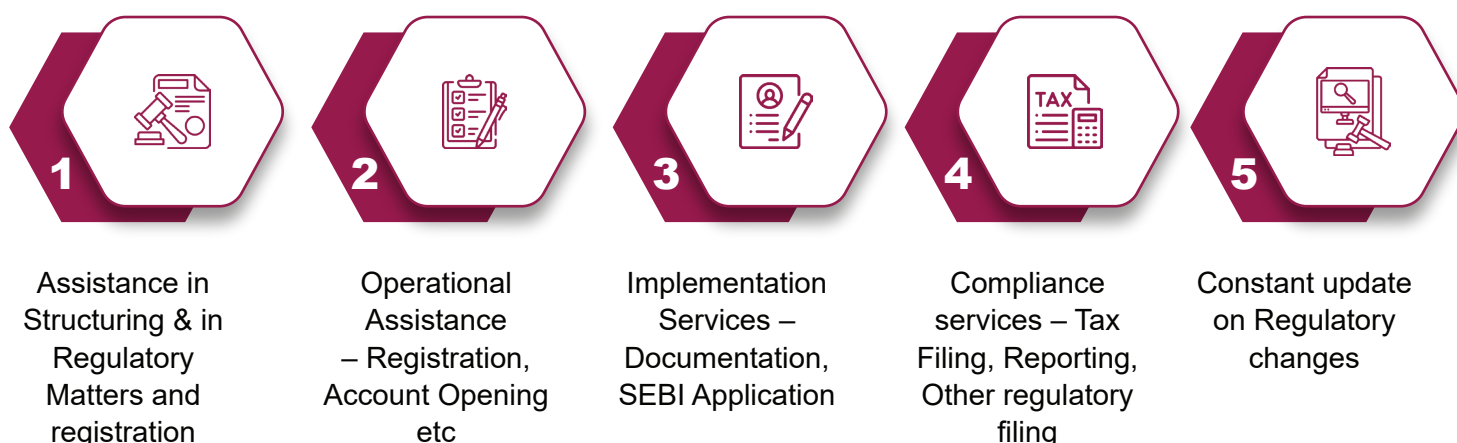 1
Assistance in
Structuring & in
Regulatory
Matters and
registration
2
Operational
Assistance
– Registration,
Account Opening
etc
3
Implementation
Services –
Documentation,
SEBI Application
TAX
4
Compliance
services – Tax
Filing, Reporting,
Other regulatory
filing
5
Constant update
on Regulatory
changes